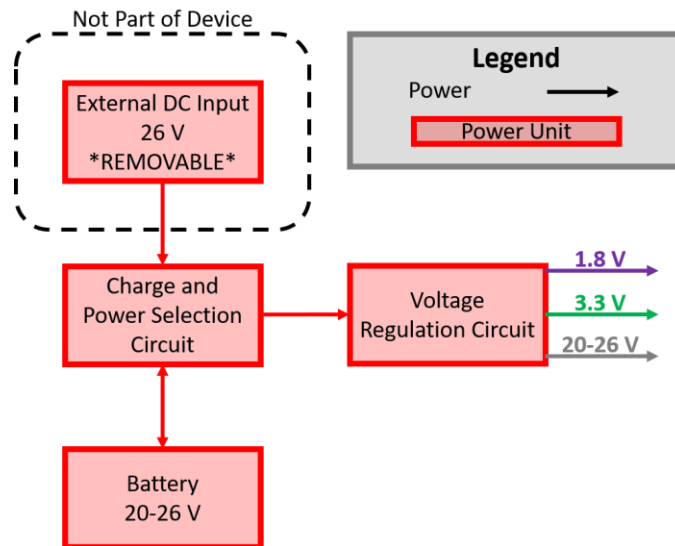 Not Part of Device
External DC Input
26 V
*REMOVABLE*
Legend
Power
Power Unit
Charge and
Power Selection
Circuit
Voltage
Regulation Circuit
1.8 V
3.3 V
20-26 V
Battery
20-26 V